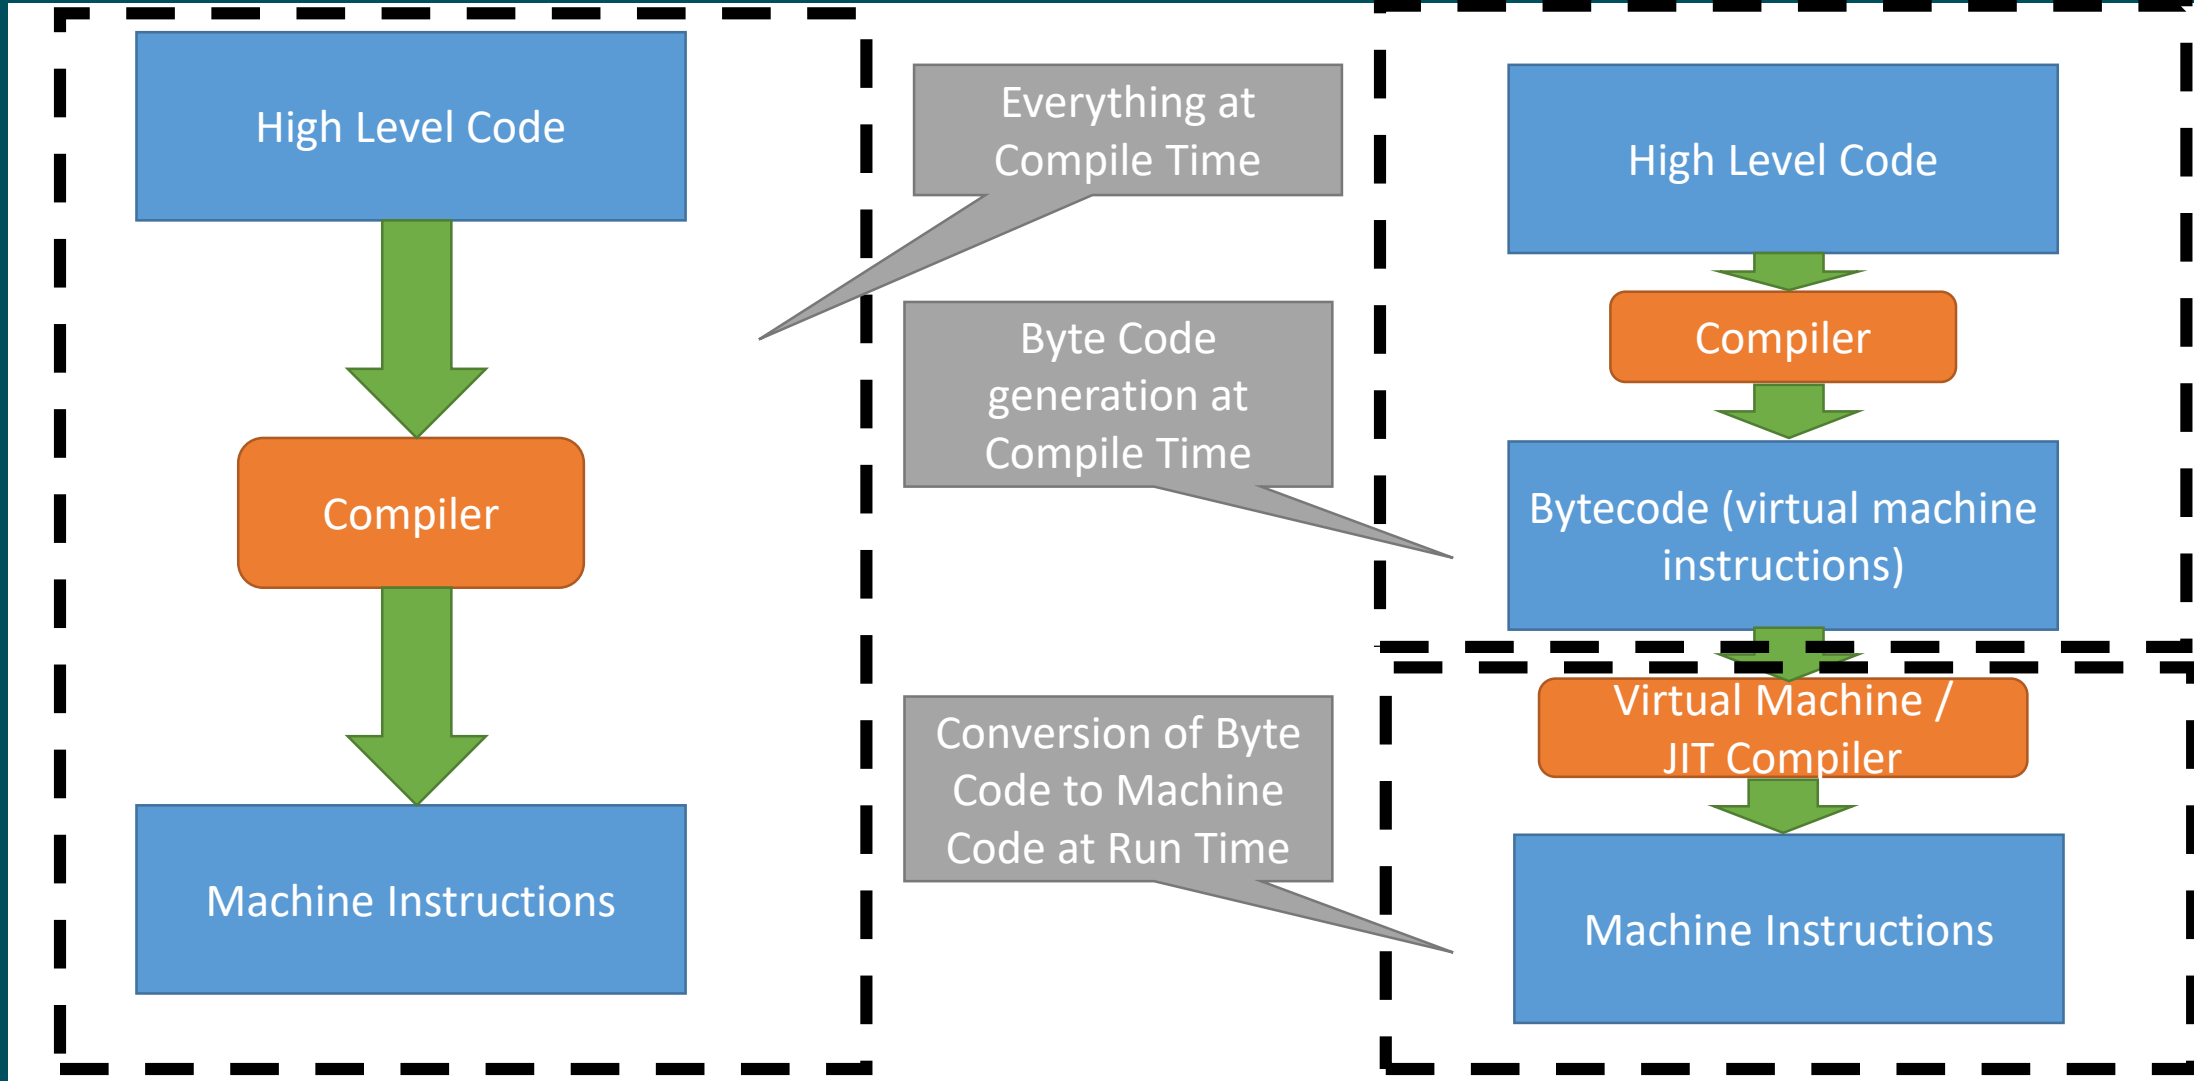 High Level Code
Compiler
Machine Instructions
Everything at
Compile Time
Byte Code
generation at
Compile Time
Conversion of Byte
Code to Machine
Code at Run Time
High Level Code
Compiler
Bytecode (virtual machine
instructions)
Virtual Machine /
JIT Compiler
Machine Instructions